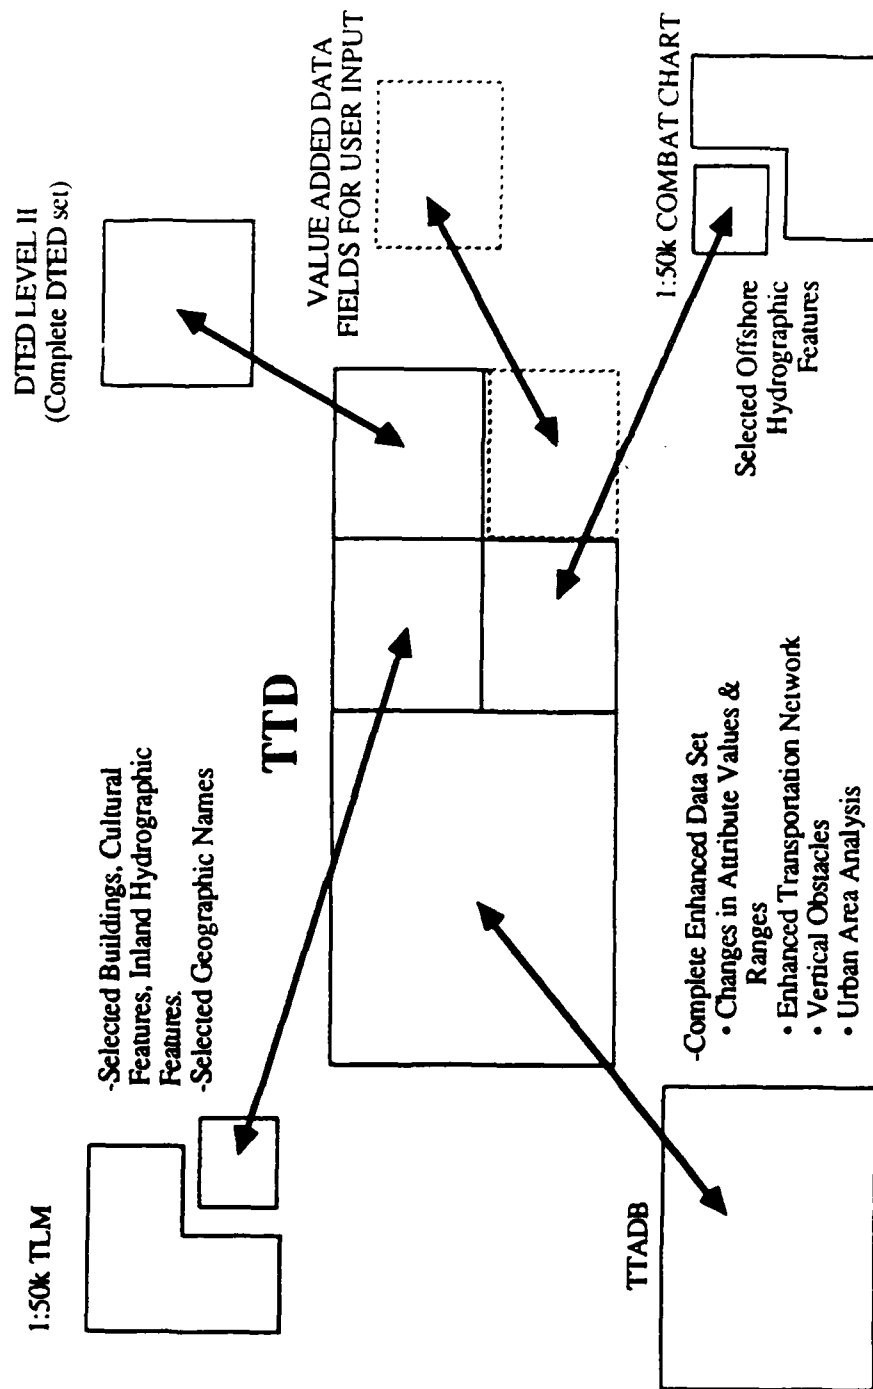 1:50k TLM
-Selected Buildings, Cultural
Features, Inland Hydrographic
Features.
-Selected Geographic Names
DTED LEVEL II
(Complete DTED set)
TTD
VALUE ADDED DATA
FIELDS FOR USER INPUT
TTADB
-Complete Enhanced Data Set
• Changes in Attribute Values &
Ranges
• Enhanced Transportation Network
• Vertical Obstacles
• Urban Area Analysis
1:50k COMBAT CHART
Selected Offshore
Hydrographic
Features